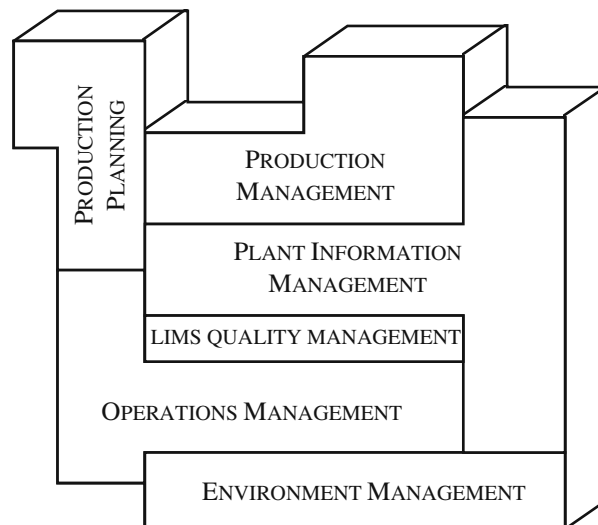 PRODUCTION
PLANNING
PRODUCTION
MANAGEMENT
PLANT INFORMATION
MANAGEMENT
LIMS QUALITY MANAGEMENT
OPERATIONS MANAGEMENT
ENVIRONMENT MANAGEMENT